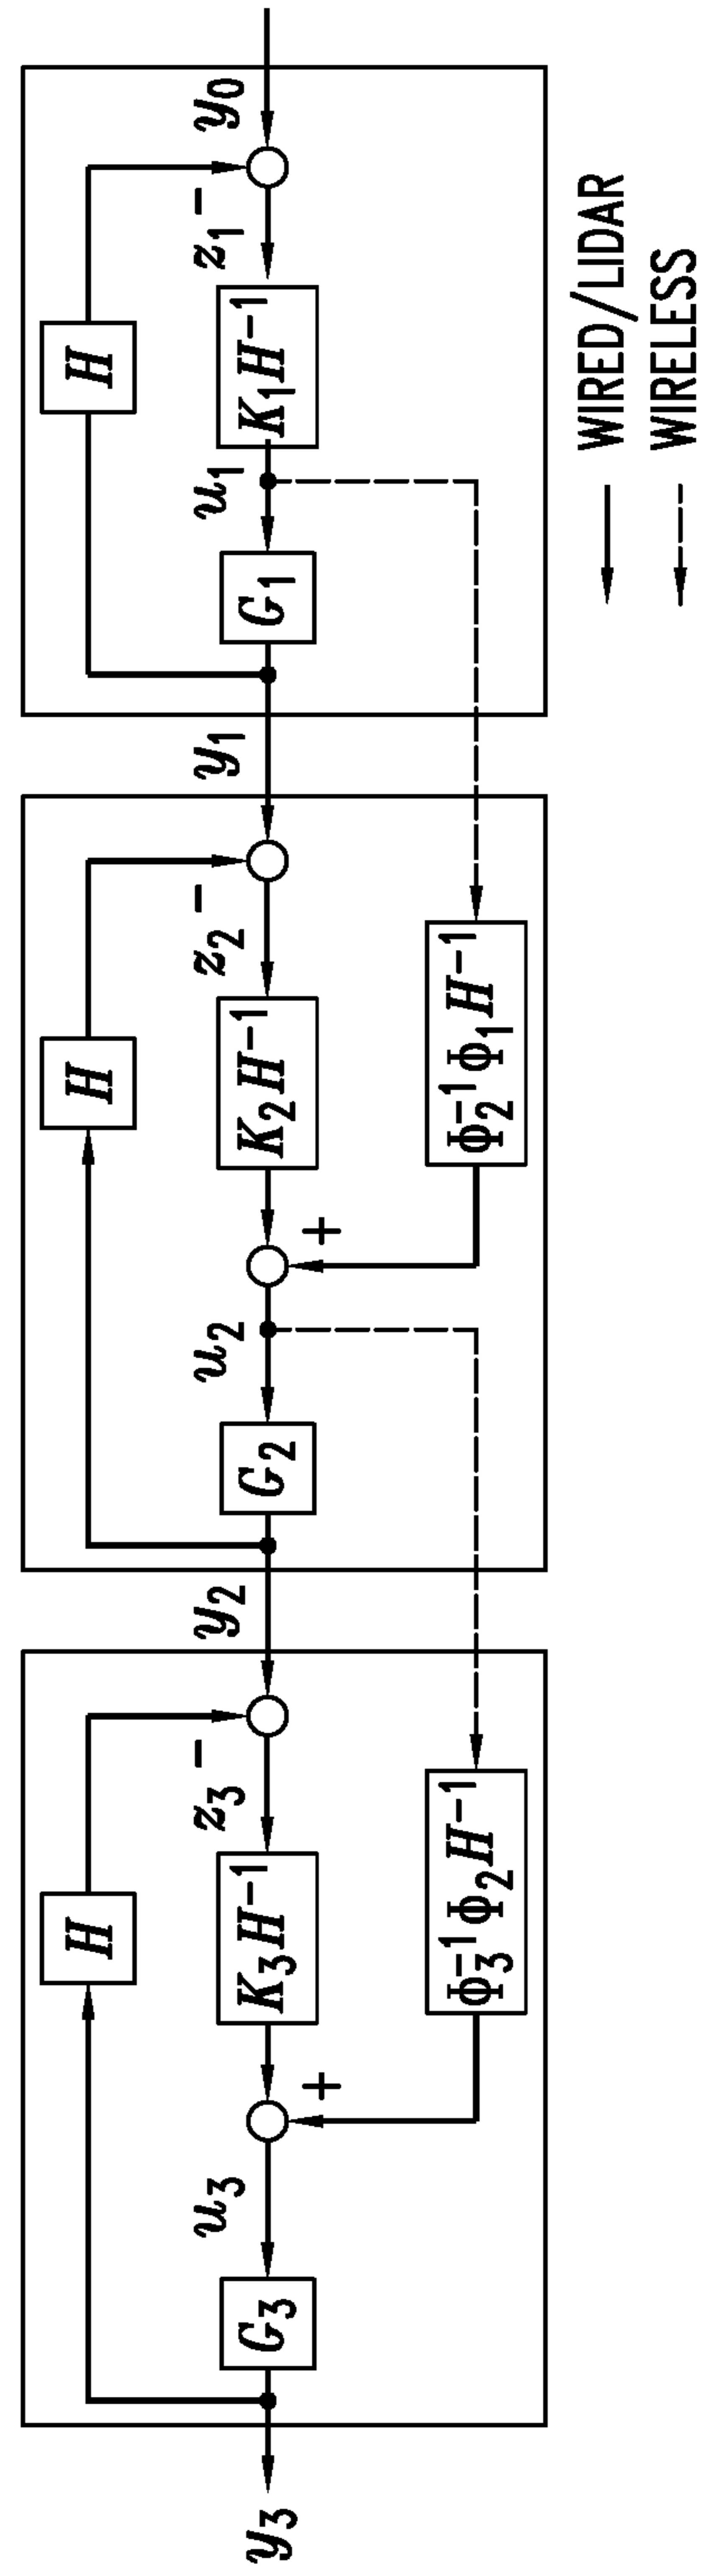 H
H
H
y3
G3
u3
+
K3H⁻¹
z3
−
y2
G2
u2
+
K2H⁻¹
z2
−
y1
G1
u1
K1H⁻¹
z1
−
y0
Φ3⁻¹Φ2H⁻¹
Φ2⁻¹Φ1H⁻¹
WIRED/LIDAR
WIRELESS